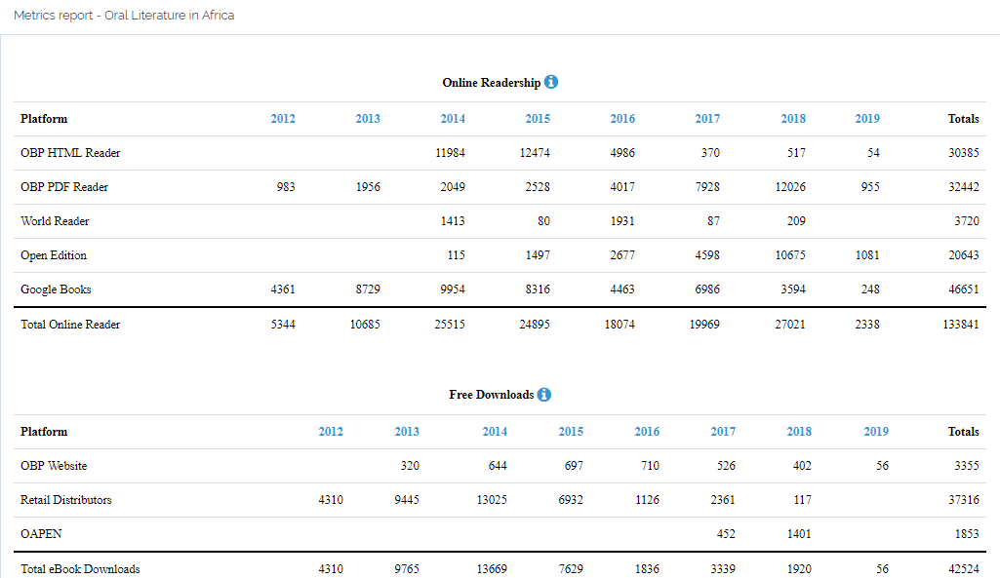 Metrics report - Oral Literature in Africa
Online Readership
Platform 2012 2013 2014 2015 2016 2017 2018 2019 Totals
OBP HTML Reader 11984 12474 4986 370 517 54 30385
OBP PDF Reader 983 1956 2049 2528 4017 7928 12026 955 32442
World Reader 1413 80 1931 87 209 3720
Open Edition 115 1497 2677 4598 10675 1081 20643
Google Books 4361 8729 9954 8316 4463 6986 3594 248 46651
Total Online Reader 5344 10685 25515 24895 18074 19969 27021 2338 133841
Free Downloads
Platform 2012 2013 2014 2015 2016 2017 2018 2019 Totals
OBP Website 320 644 697 710 526 402 56 3355
Retail Distributors 4310 9445 13025 6932 1126 2361 117 37316
OAPEN 452 1401 1853
Total eBook Downloads 4310 9765 13669 7629 1836 3339 1920 56 42524